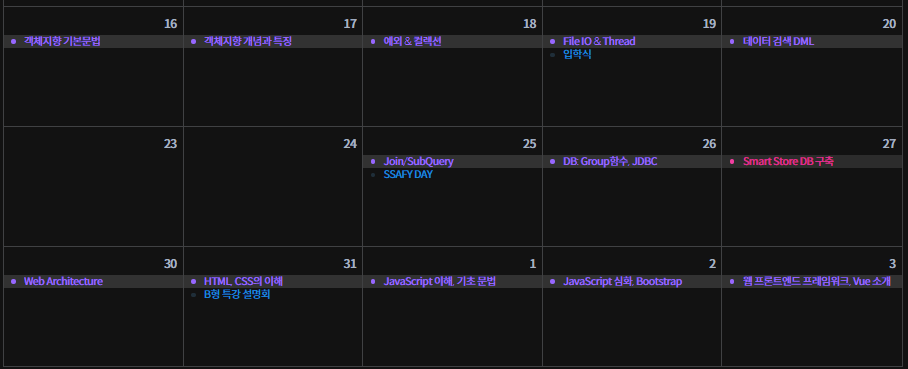 16 17 18 19 20
객체지향 기본문법 객체지향 개념과 특징 예외 & 컬렉션 File IO & Thread 데이터 검색 DML
입학식
23 24 25 26 27
Join/SubQuery DB: Group함수, JDBC Smart Store DB 구축
SSAFY DAY
30 31 1 2 3
Web Architecture HTML, CSS의 이해 JavaScript 이해, 기초 문법 JavaScript 심화, Bootstrap 웹 프론트엔드 프레임워크, Vue 소개
B형 특강 설명회